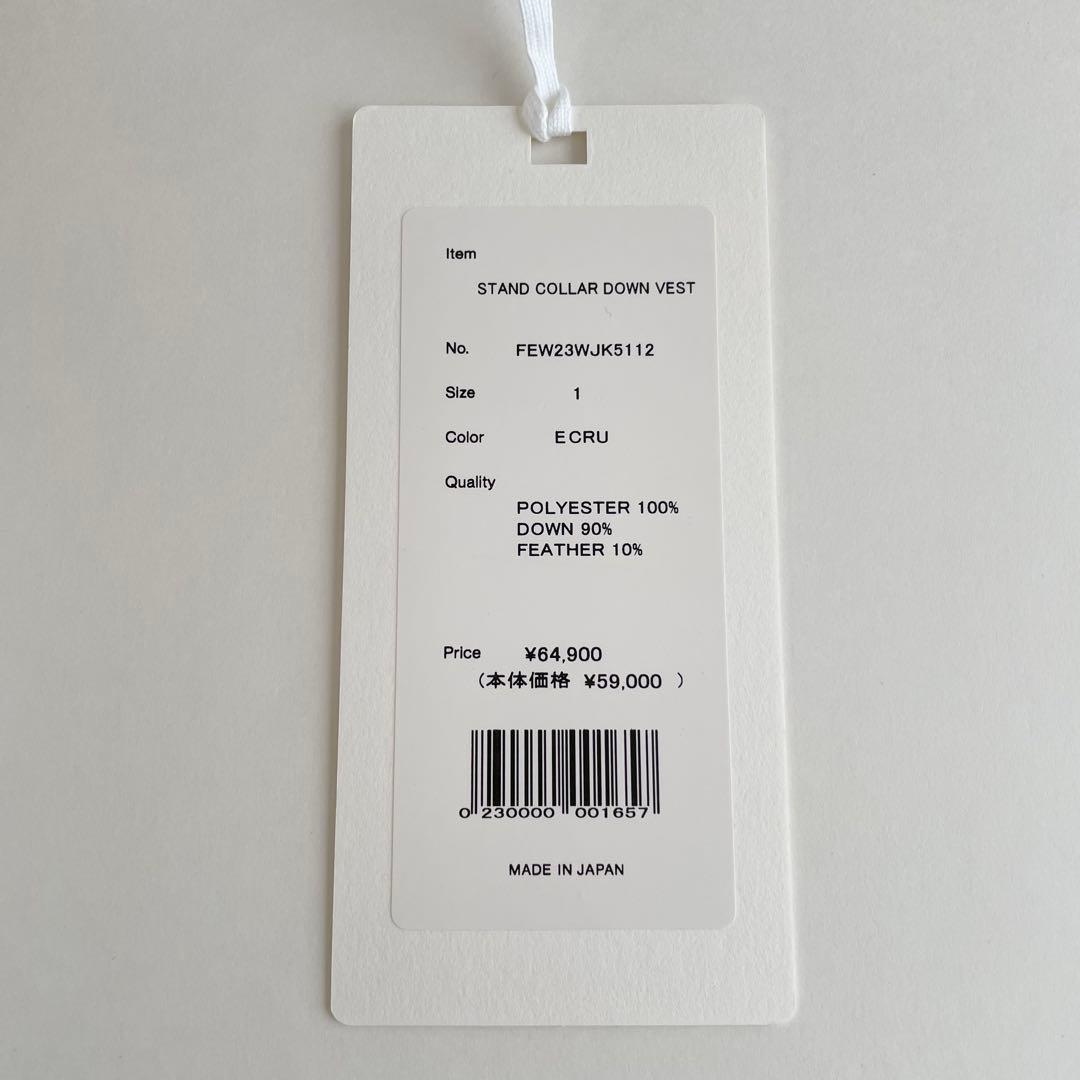 Item
STAND COLLAR DOWN VEST
No. FEW23WJK5112
Size 1
Color ECRU
Quality
POLYESTER 100%
DOWN 90%
FEATHER 10%
Price ¥64,900
(本体価格 ¥59,000 )
0 230000 001657
MADE IN JAPAN